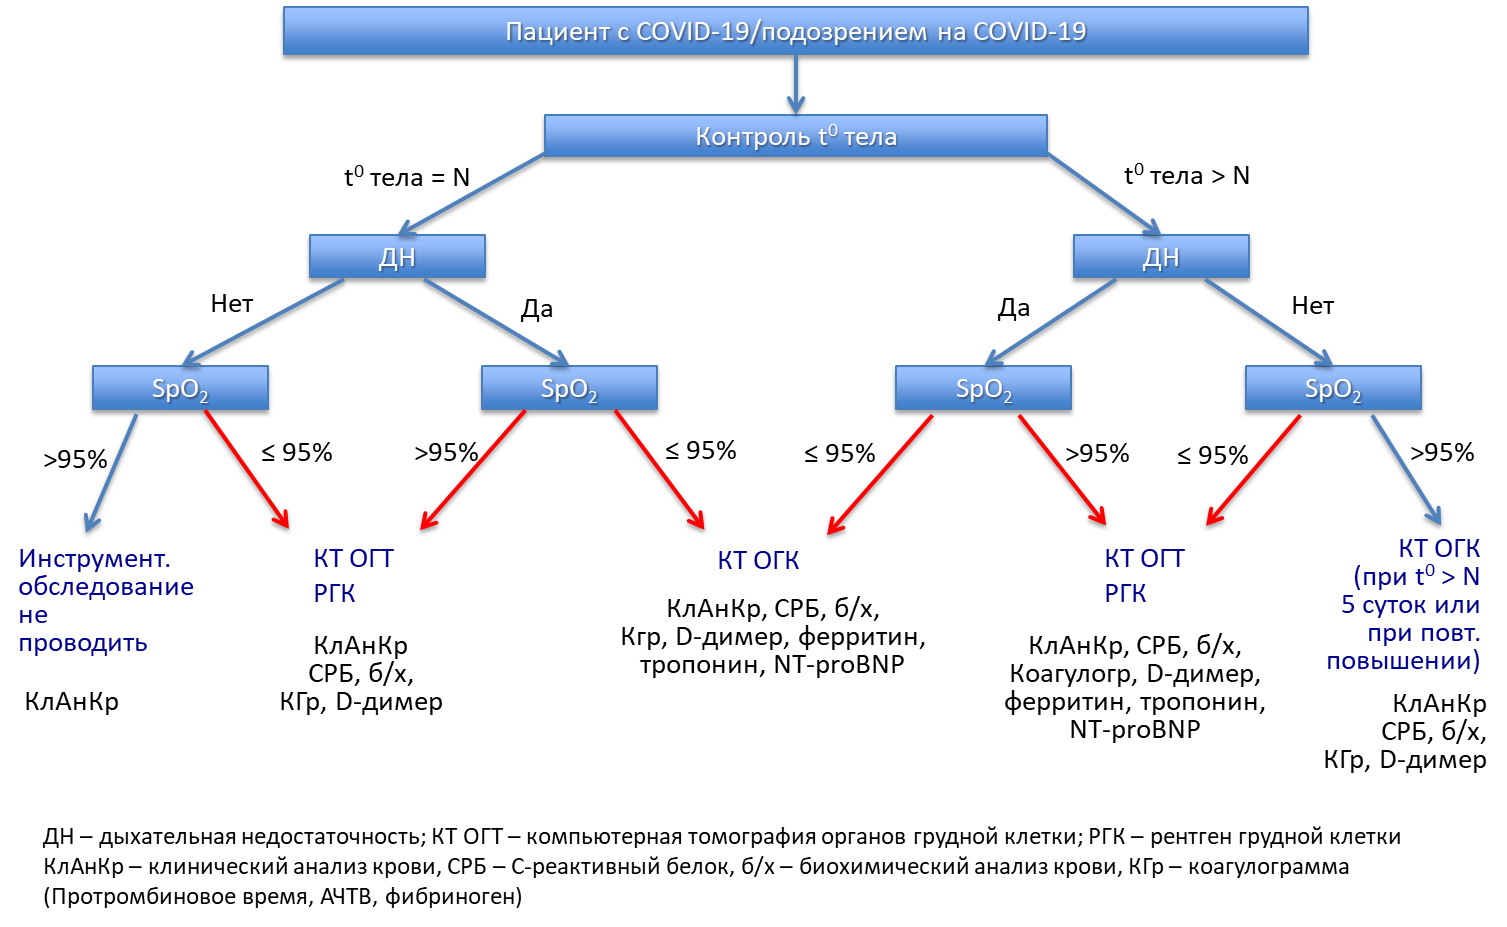 Пациент с COVID-19/подозрением на COVID-19
Контроль t⁰ тела
t⁰ тела = N
t⁰ тела > N
ДН
ДН
Нет
Да
Да
Нет
SpO₂
SpO₂
SpO₂
SpO₂
>95%
≤ 95%
>95%
≤ 95%
≤ 95%
>95%
≤ 95%
>95%
Инструмент.
обследование
не
проводить
КлАнКр
КТ ОГТ
РГК
КлАнКр
СРБ, б/х,
КГр, D-димер
КТ ОГК
КлАнКр, СРБ, б/х,
Кгр, D-димер, ферритин,
тропонин, NT-proBNP
КТ ОГТ
РГК
КлАнКр, СРБ, б/х,
Коагулогр, D-димер,
ферритин, тропонин,
NT-proBNP
КТ ОГК
(при t⁰ > N
5 суток или
при повт.
повышении)
КлАнКр
СРБ, б/х,
КГр, D-димер
ДН – дыхательная недостаточность; КТ ОГТ – компьютерная томография органов грудной клетки; РГК – рентген грудной клетки
КлАнКр – клинический анализ крови, СРБ – С-реактивный белок, б/х – биохимический анализ крови, КГр – коагулограмма
(Протромбиновое время, АЧТВ, фибриноген)